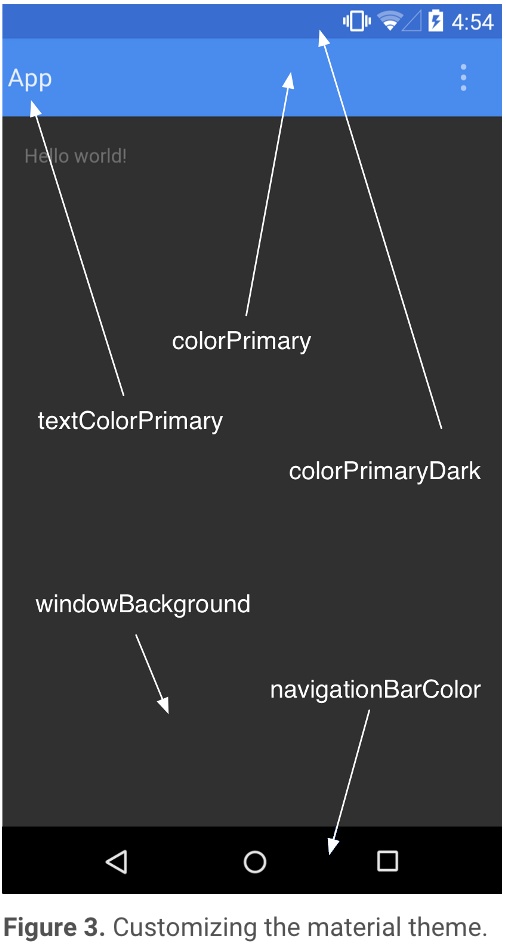 4:54
App
Hello world!
colorPrimary
textColorPrimary
colorPrimaryDark
windowBackground
navigationBarColor
Figure 3. Customizing the material theme.